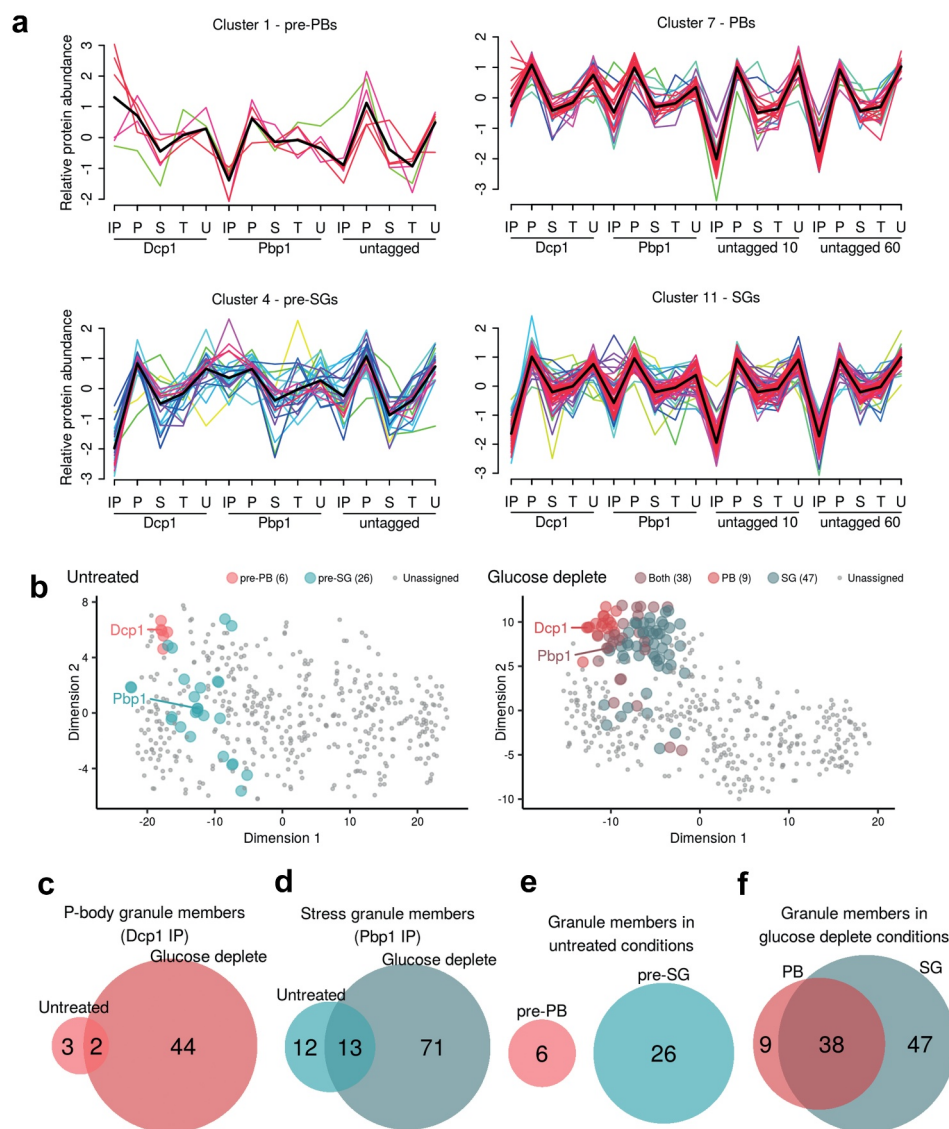 a
Cluster 1 - pre-PBs
Relative protein abundance
3
2
1
0
-1
-2
IP P S T U IP P S T U IP P S T U
Dcp1 Pbp1 untagged
Cluster 7 - PBs
2
1
0
-1
-2
-3
IP P S T U IP P S T U IP P S T U IP P S T U
Dcp1 Pbp1 untagged 10 untagged 60
Cluster 4 - pre-SGs
Relative protein abundance
2
1
0
-1
-2
-3
IP P S T U IP P S T U IP P S T U
Dcp1 Pbp1 untagged
Cluster 11 - SGs
2
1
0
-1
-2
-3
IP P S T U IP P S T U IP P S T U IP P S T U
Dcp1 Pbp1 untagged 10 untagged 60
b
Untreated
pre-PB (6) pre-SG (26) Unassigned
Dimension 2
8
4
0
-4
Dcp1
Pbp1
-20 -10 0 10 20
Dimension 1
Glucose deplete
Both (38) PB (9) SG (47) Unassigned
Dimension 2
10
5
0
-5
-10
Dcp1
Pbp1
-10 0 10 20
Dimension 1
c
P-body granule members
(Dcp1 IP)
Glucose deplete
Untreated
3 2 44
d
Stress granule members
(Pbp1 IP)
Glucose deplete
Untreated
12 13 71
e
Granule members in
untreated conditions
pre-SG
pre-PB
6 26
f
Granule members in
glucose deplete conditions
PB SG
9 38 47